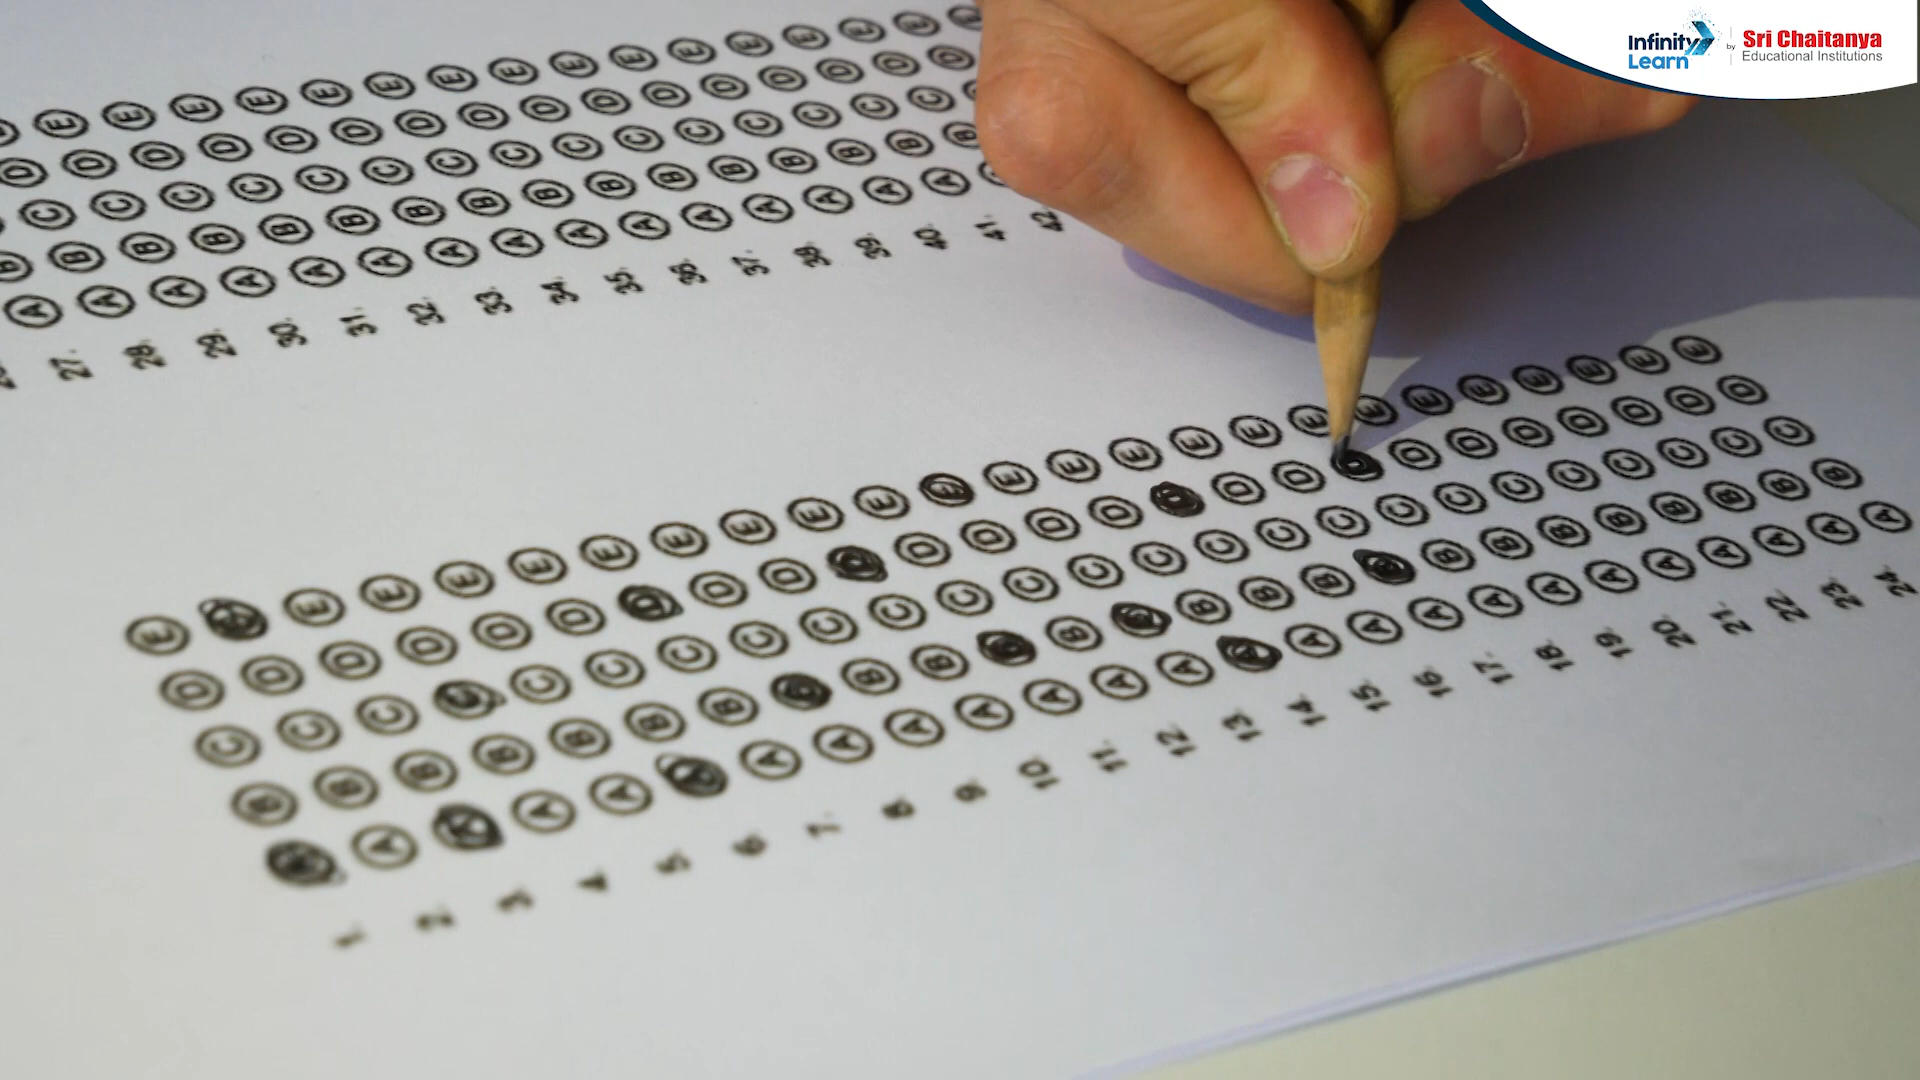 E E E E E E E E E E E E E E E E
D D D D D D D D D D D D D D D D
C C C C C C C C C C C C C C C
B B B B B B B B B B B B B B B B
A A A A A A A A A A A A A A A
27. 28. 29. 30. 31. 32. 33. 34. 35. 36. 37. 38. 39. 40. 41. 42
E E E E E E E E E E E E E E E E E E E E E E E E
D D D D D D D D D D D D D D D D D D D D D D D D D
C C C C C C C C C C C C C C C C C C C C C C C C C
B B B B B B B B B B B B B B B B B B B B B
A A A A A A A A A A A A A A A A A A A A A A A
1. 2. 3. 4. 5. 6. 7. 8. 9. 10. 11. 12. 13. 14. 15. 16. 17. 18. 19. 20. 21. 22. 23. 24.
Infinity Learn by Sri Chaitanya
Educational Institutions